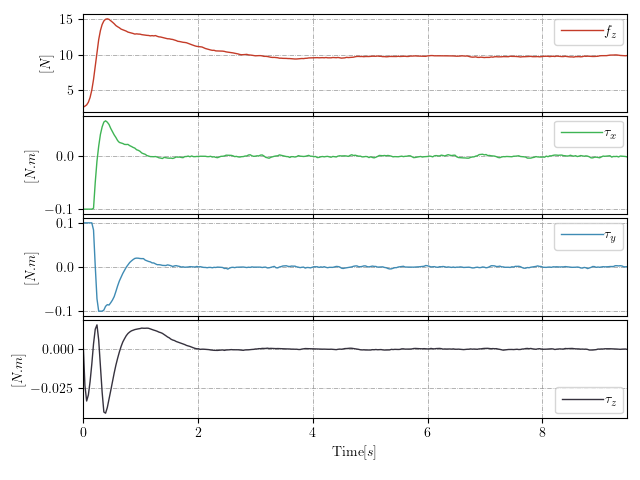 15
10
5
[N]
f_z
0.0
−0.1
[N.m]
τ_x
0.1
0.0
−0.1
[N.m]
τ_y
0.000
−0.025
[N.m]
τ_z
0 2 4 6 8
Time[s]